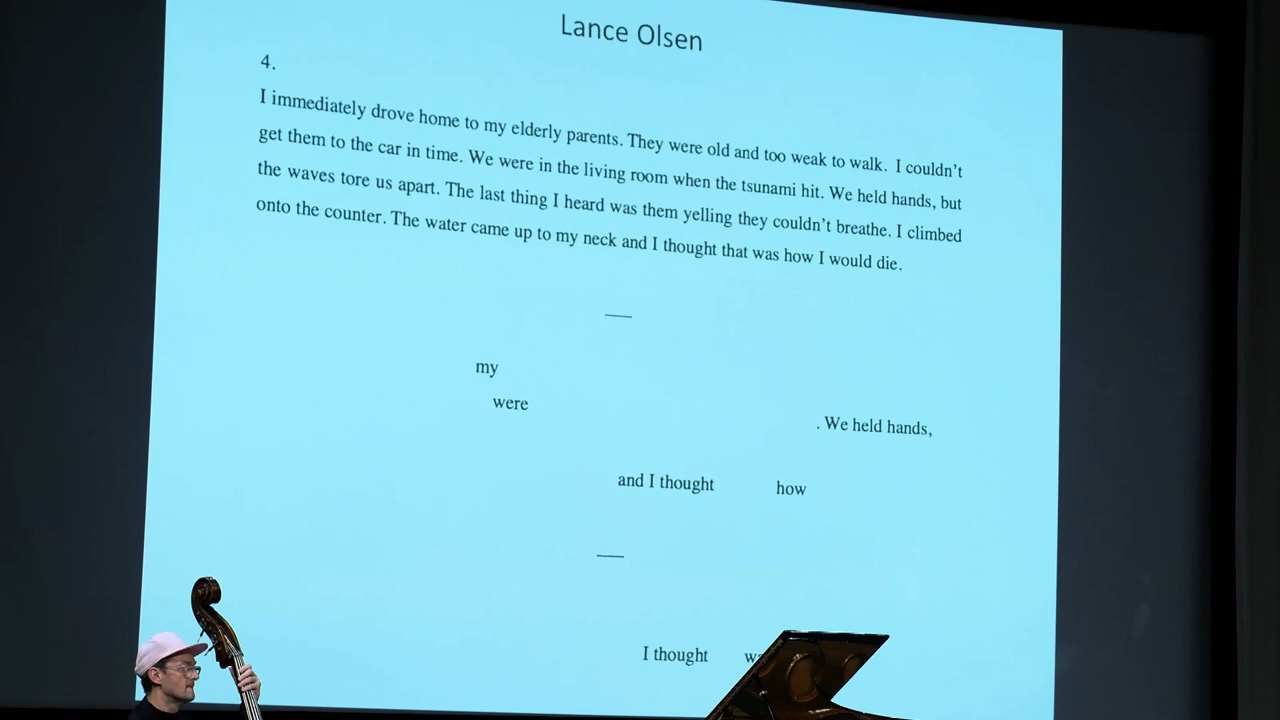 Lance Olsen
4.
I immediately drove home to my elderly parents. They were old and too weak to walk. I couldn't
get them to the car in time. We were in the living room when the tsunami hit. We held hands, but
the waves tore us apart. The last thing I heard was them yelling they couldn't breathe. I climbed
onto the counter. The water came up to my neck and I thought that was how I would die.
my
were . We held hands,
and I thought how
I thought